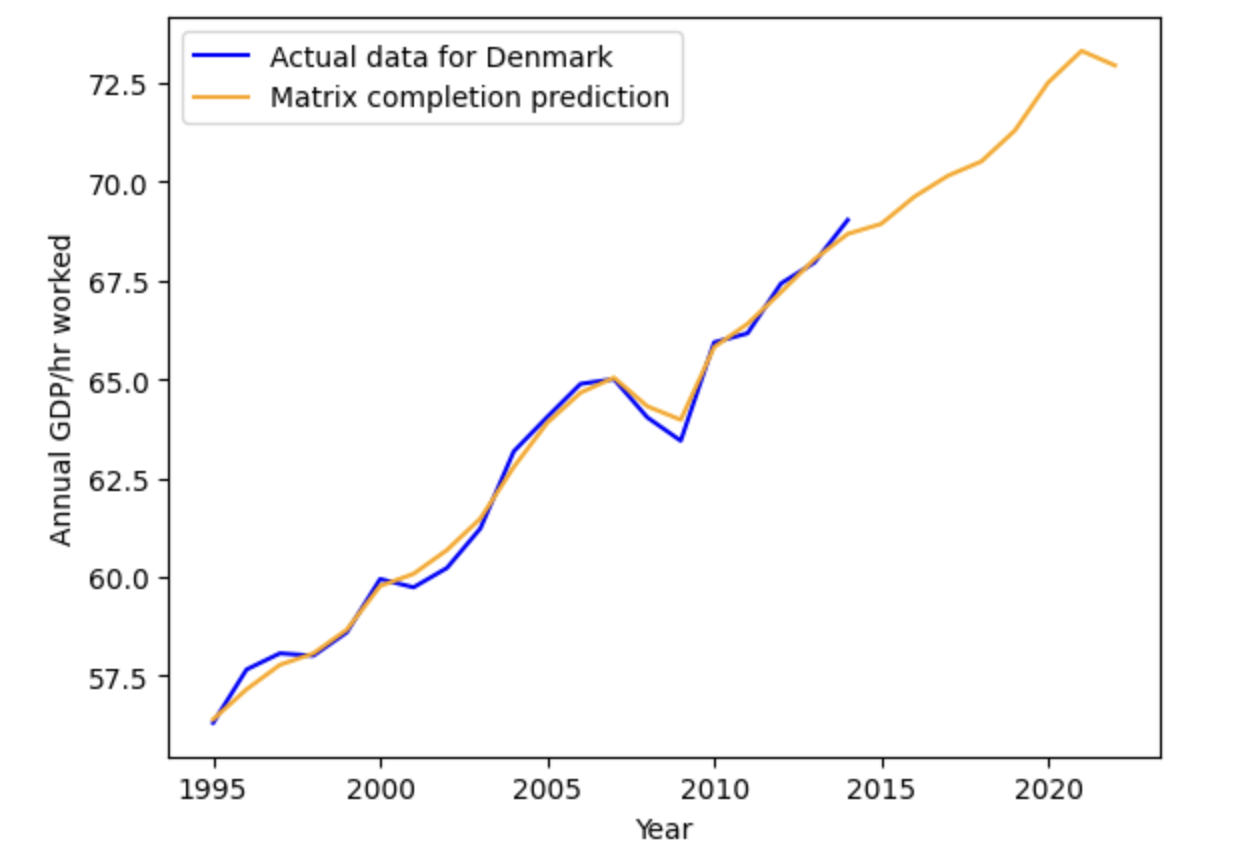 Actual data for Denmark
Matrix completion prediction
72.5
70.0
67.5
65.0
62.5
60.0
57.5
Annual GDP/hr worked
1995 2000 2005 2010 2015 2020
Year